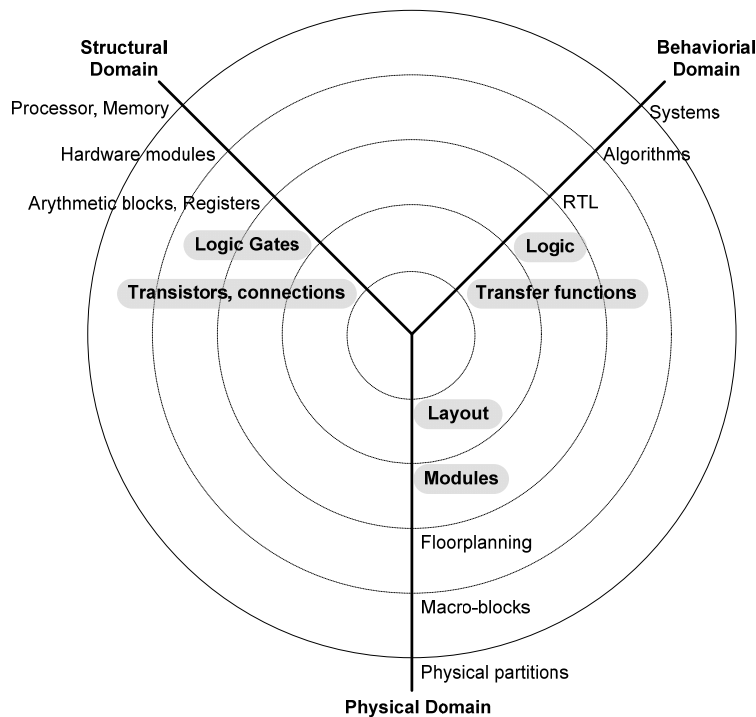 Structural
Domain
Behaviorial
Domain
Processor, Memory
Systems
Hardware modules
Algorithms
Arythmetic blocks, Registers
RTL
Logic Gates
Logic
Transistors, connections
Transfer functions
Layout
Modules
Floorplanning
Macro-blocks
Physical partitions
Physical Domain